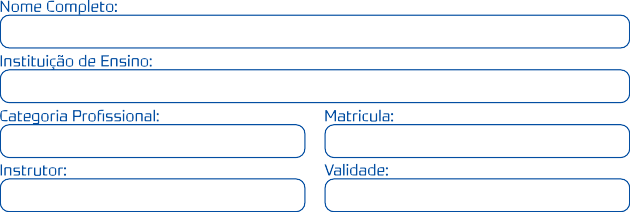 Nome Completo:
Instituição de Ensino:
Categoria Profissional: Matricula:
Instrutor: Validade: